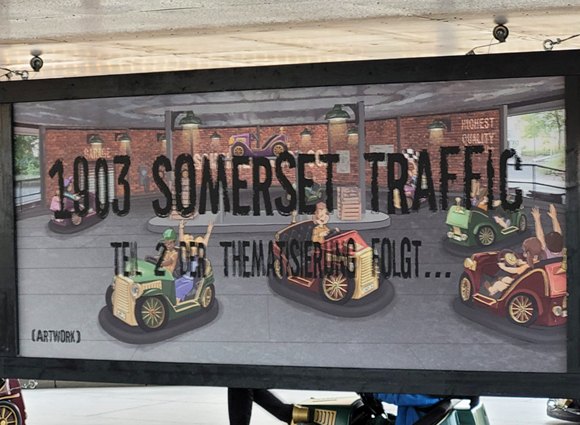 HIGHEST
QUALITY
1903 SOMERSET TRAFFIC
TEIL 2 DER THEMATISIERUNG FOLGT...
(ARTWORK)